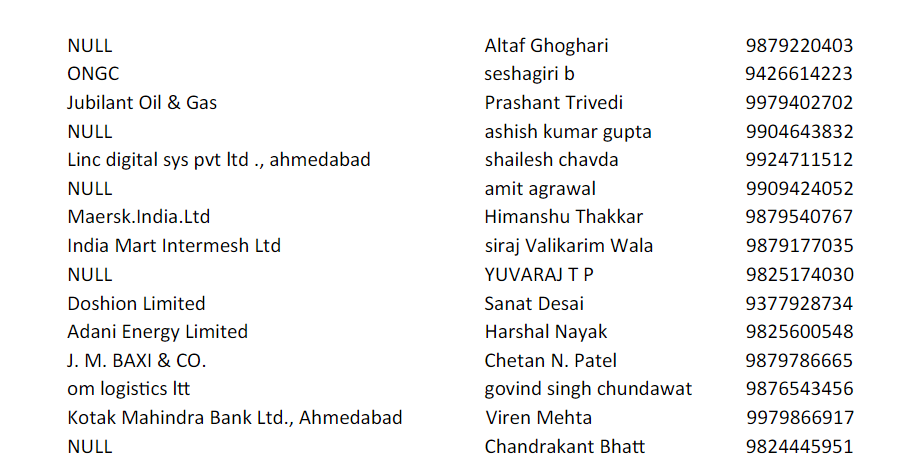 NULL Altaf Ghoghari 9879220403
ONGC seshagiri b 9426614223
Jubilant Oil & Gas Prashant Trivedi 9979402702
NULL ashish kumar gupta 9904643832
Linc digital sys pvt ltd ., ahmedabad shailesh chavda 9924711512
NULL amit agrawal 9909424052
Maersk.India.Ltd Himanshu Thakkar 9879540767
India Mart Intermesh Ltd siraj Valikarim Wala 9879177035
NULL YUVARAJ T P 9825174030
Doshion Limited Sanat Desai 9377928734
Adani Energy Limited Harshal Nayak 9825600548
J. M. BAXI & CO. Chetan N. Patel 9879786665
om logistics ltt govind singh chundawat 9876543456
Kotak Mahindra Bank Ltd., Ahmedabad Viren Mehta 9979866917
NULL Chandrakant Bhatt 9824445951